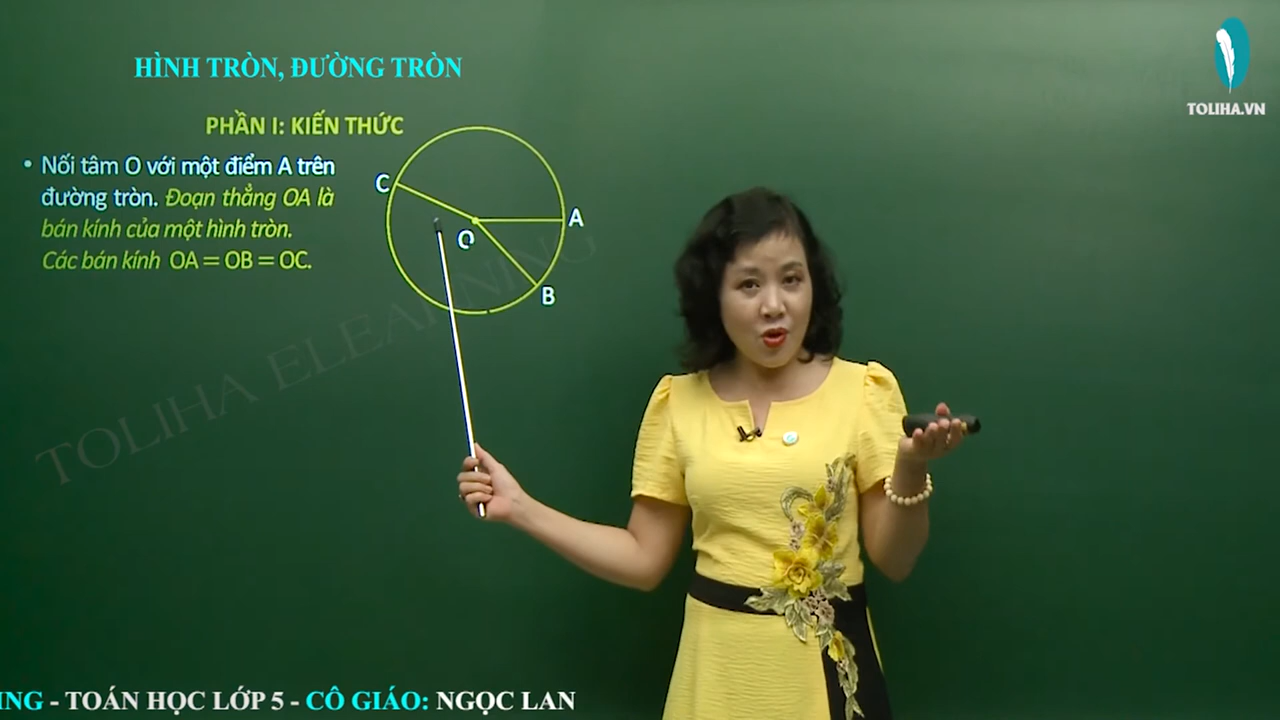 HÌNH TRÒN, ĐƯỜNG TRÒN
TOLIHA.VN
PHẦN I: KIẾN THỨC
• Nối tâm O với một điểm A trên
đường tròn. Đoạn thẳng OA là
bán kính của một hình tròn.
Các bán kính OA = OB = OC.
C
A
O
B
TOLIHA ELEARNING
ING - TOÁN HỌC LỚP 5 - CÔ GIÁO: NGỌC LAN